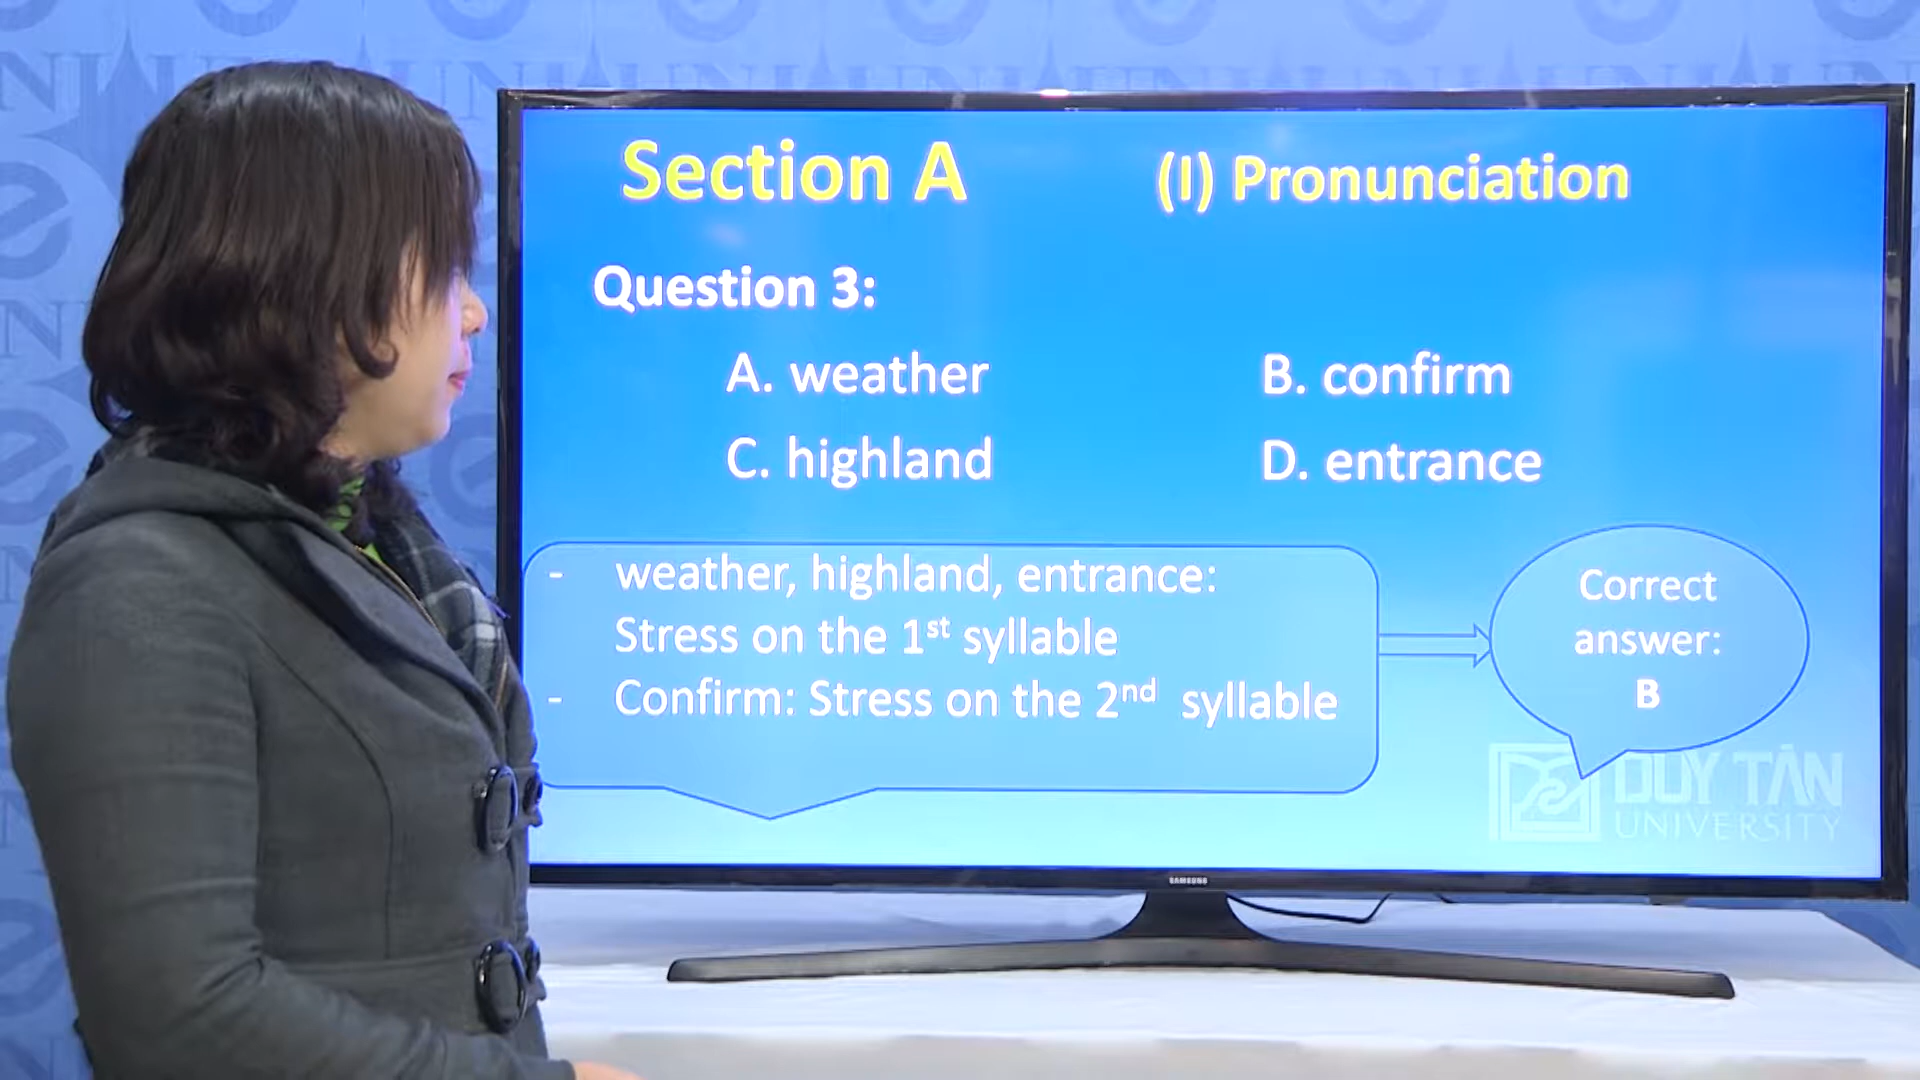 Section A
(I) Pronunciation
Question 3:
A. weather
B. confirm
C. highland
D. entrance
- weather, highland, entrance:
Stress on the 1st syllable
- Confirm: Stress on the 2nd syllable
Correct
answer:
B
DUY TÂN
UNIVERSITY
SAMSUNG